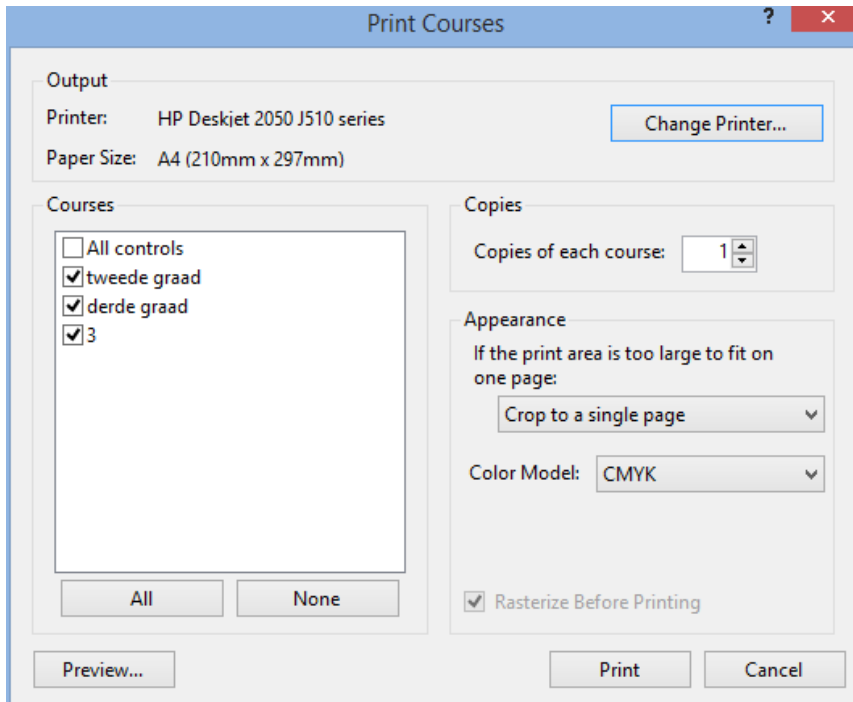 Print Courses
?
Output
Printer: HP Deskjet 2050 J510 series
Change Printer...
Paper Size: A4 (210mm x 297mm)
Courses
All controls
tweede graad
derde graad
3
All
None
Copies
Copies of each course: 1
Appearance
If the print area is too large to fit on
one page:
Crop to a single page
Color Model: CMYK
Rasterize Before Printing
Preview...
Print
Cancel